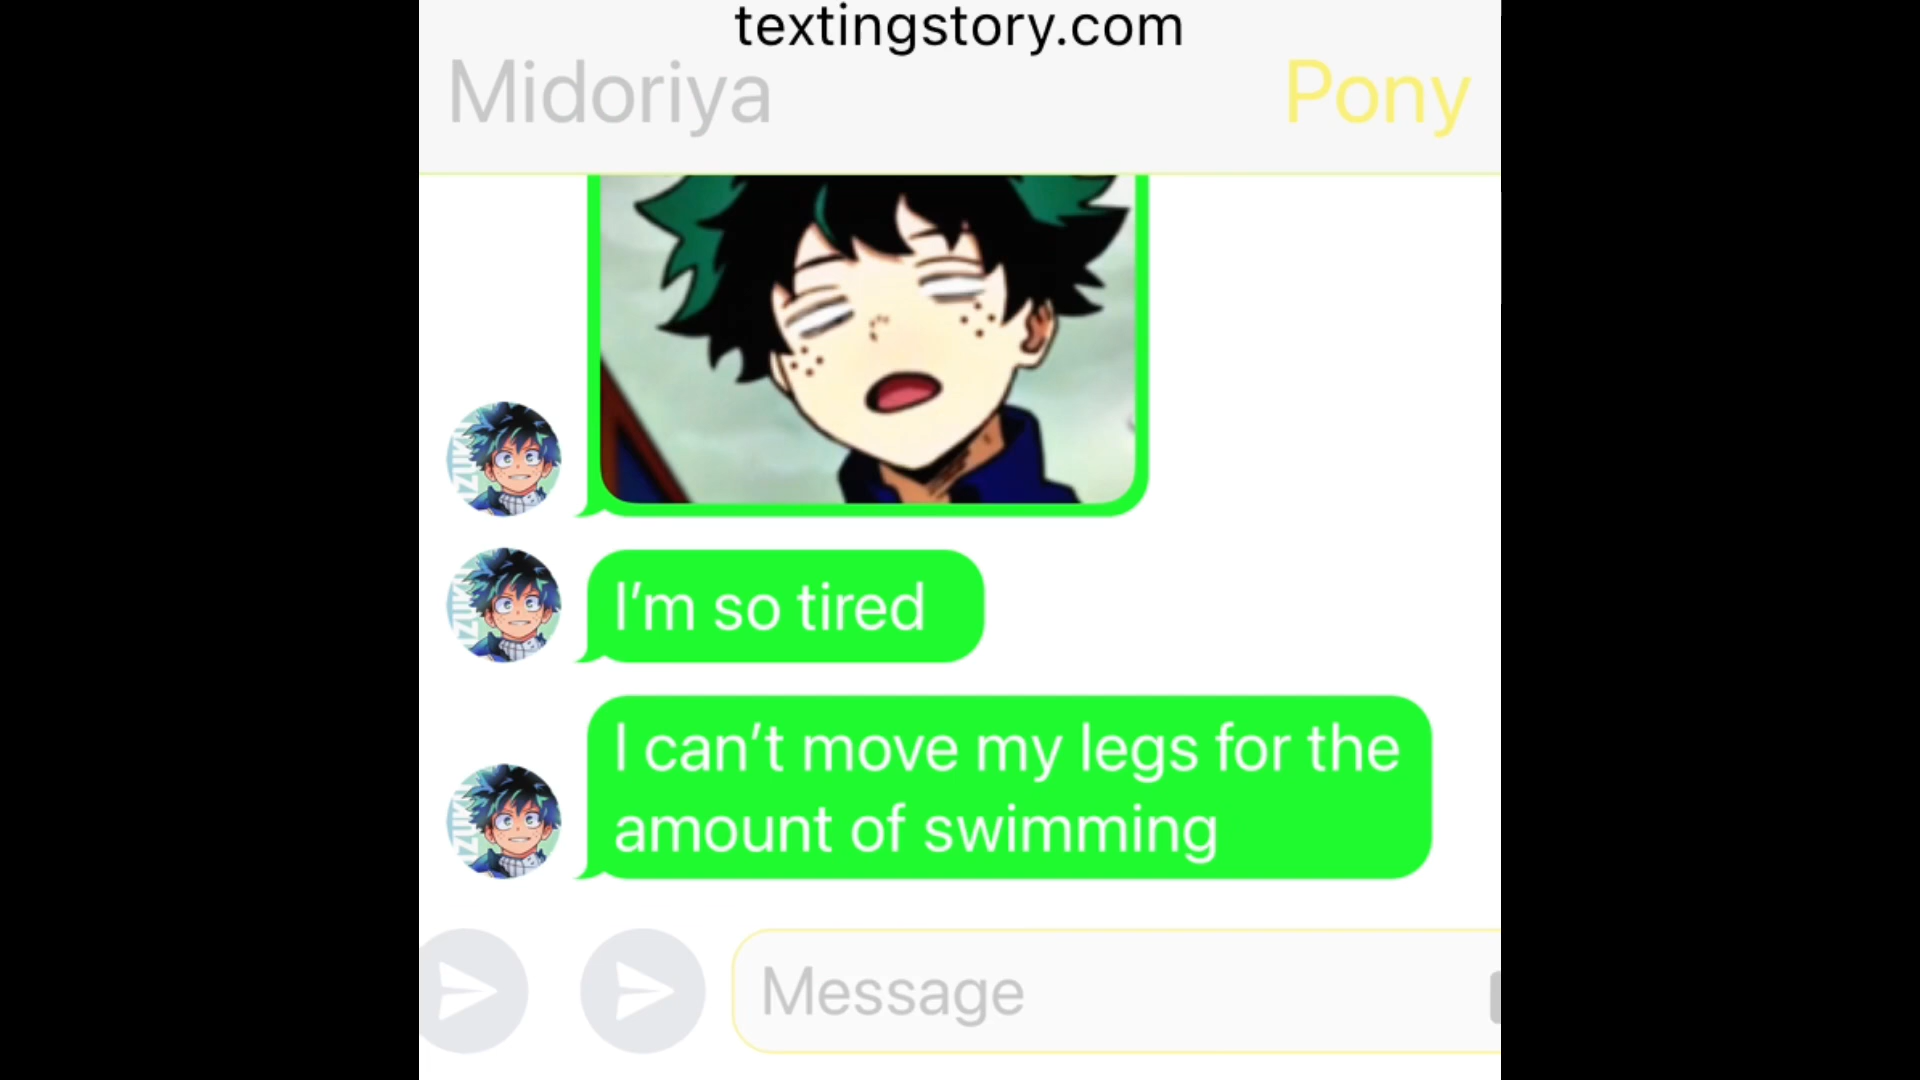 textingstory.com
Midoriya
Pony
I’m so tired
I can’t move my legs for the
amount of swimming
Message